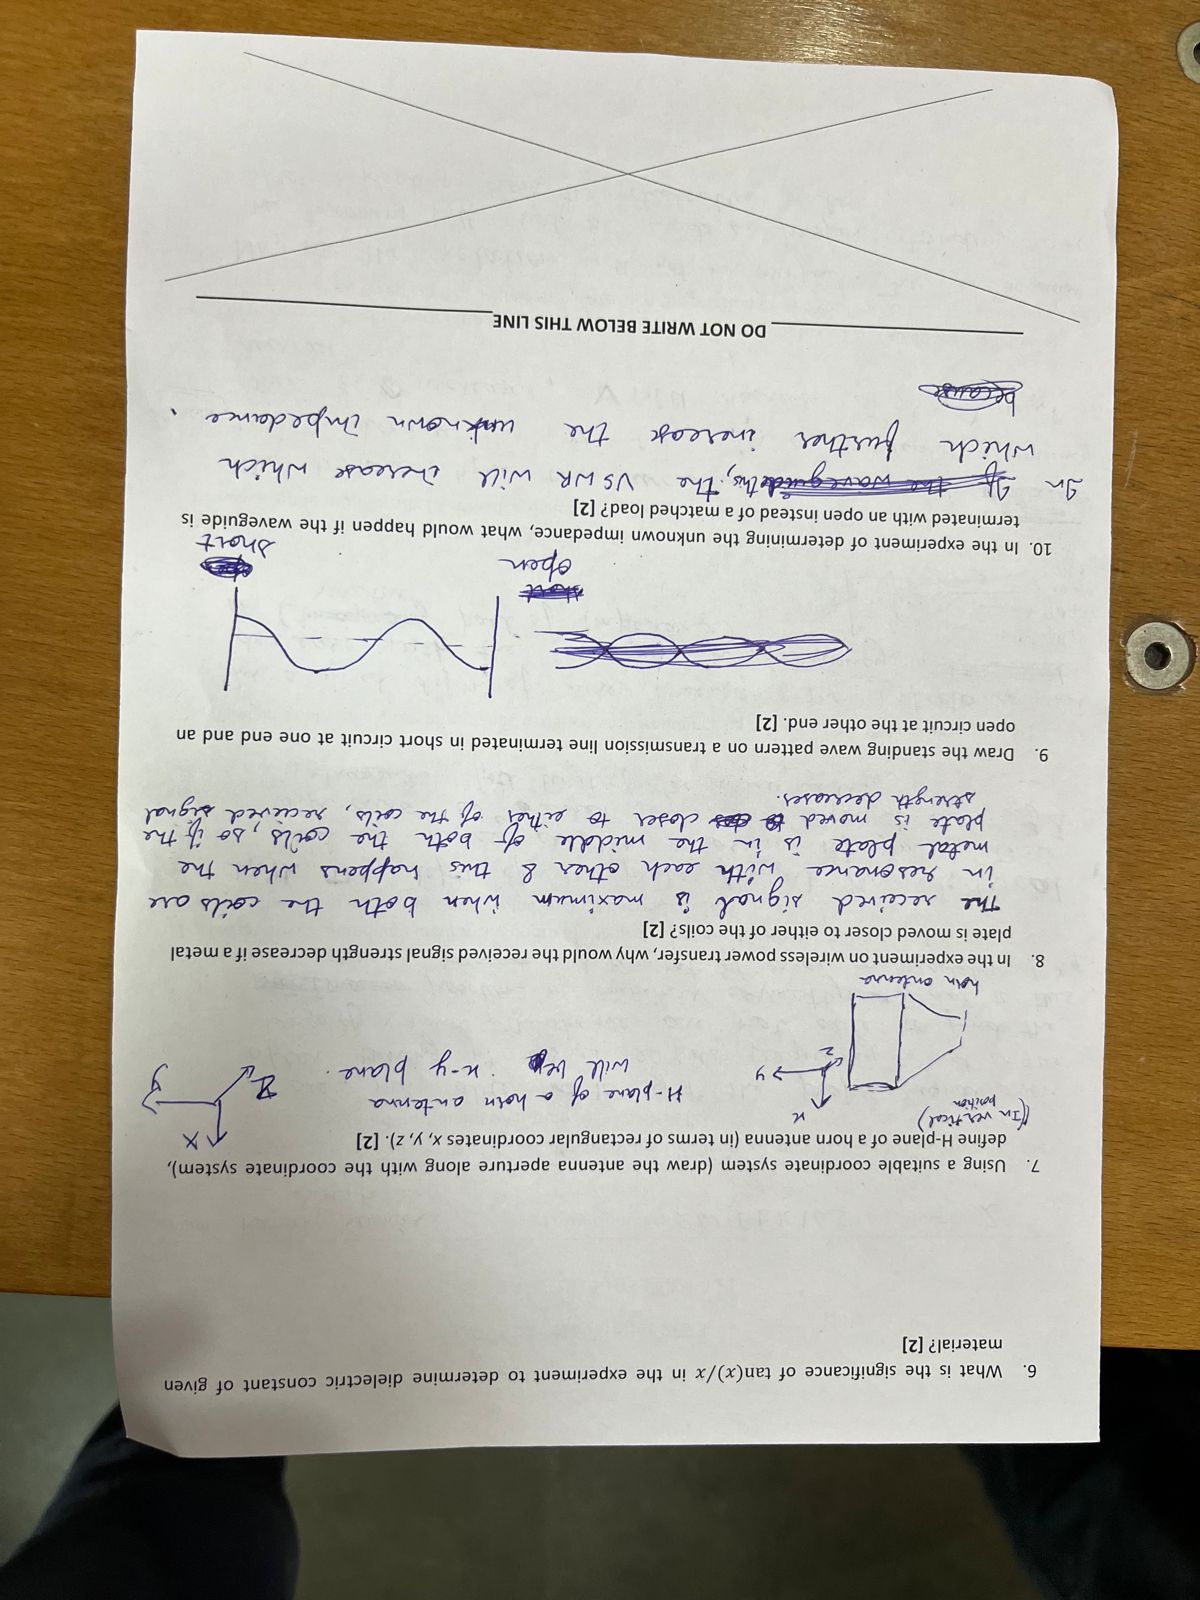 6. What is the significance of tan(x)/x in the experiment to determine dielectric constant of given
material? [2]
7. Using a suitable coordinate system (draw the antenna aperture along with the coordinate system),
define H-plane of a horn antenna (in terms of rectangular coordinates x, y, z). [2]
(In vertical
position)
x
y
z
H-plane of a horn antenna
will be x-y plane.
x
y
z
horn antenna
8. In the experiment on wireless power transfer, why would the received signal strength decrease if a metal
plate is moved closer to either of the coils? [2]
The received signal is maximum when both the coils are
in resonance with each other & this happens when the
metal plate is in the middle of both the coils, so if the
plate is moved closer to either of the coils, recieved signal
strength decreases.
9. Draw the standing wave pattern on a transmission line terminated in short circuit at one end and an
open circuit at the other end. [2]
short
open
short
10. In the experiment of determining the unknown impedance, what would happen if the waveguide is
terminated with an open instead of a matched load? [2]
In If the waveguide this, the VSWR will increase which
which further increase the unknown impedance.
because
DO NOT WRITE BELOW THIS LINE